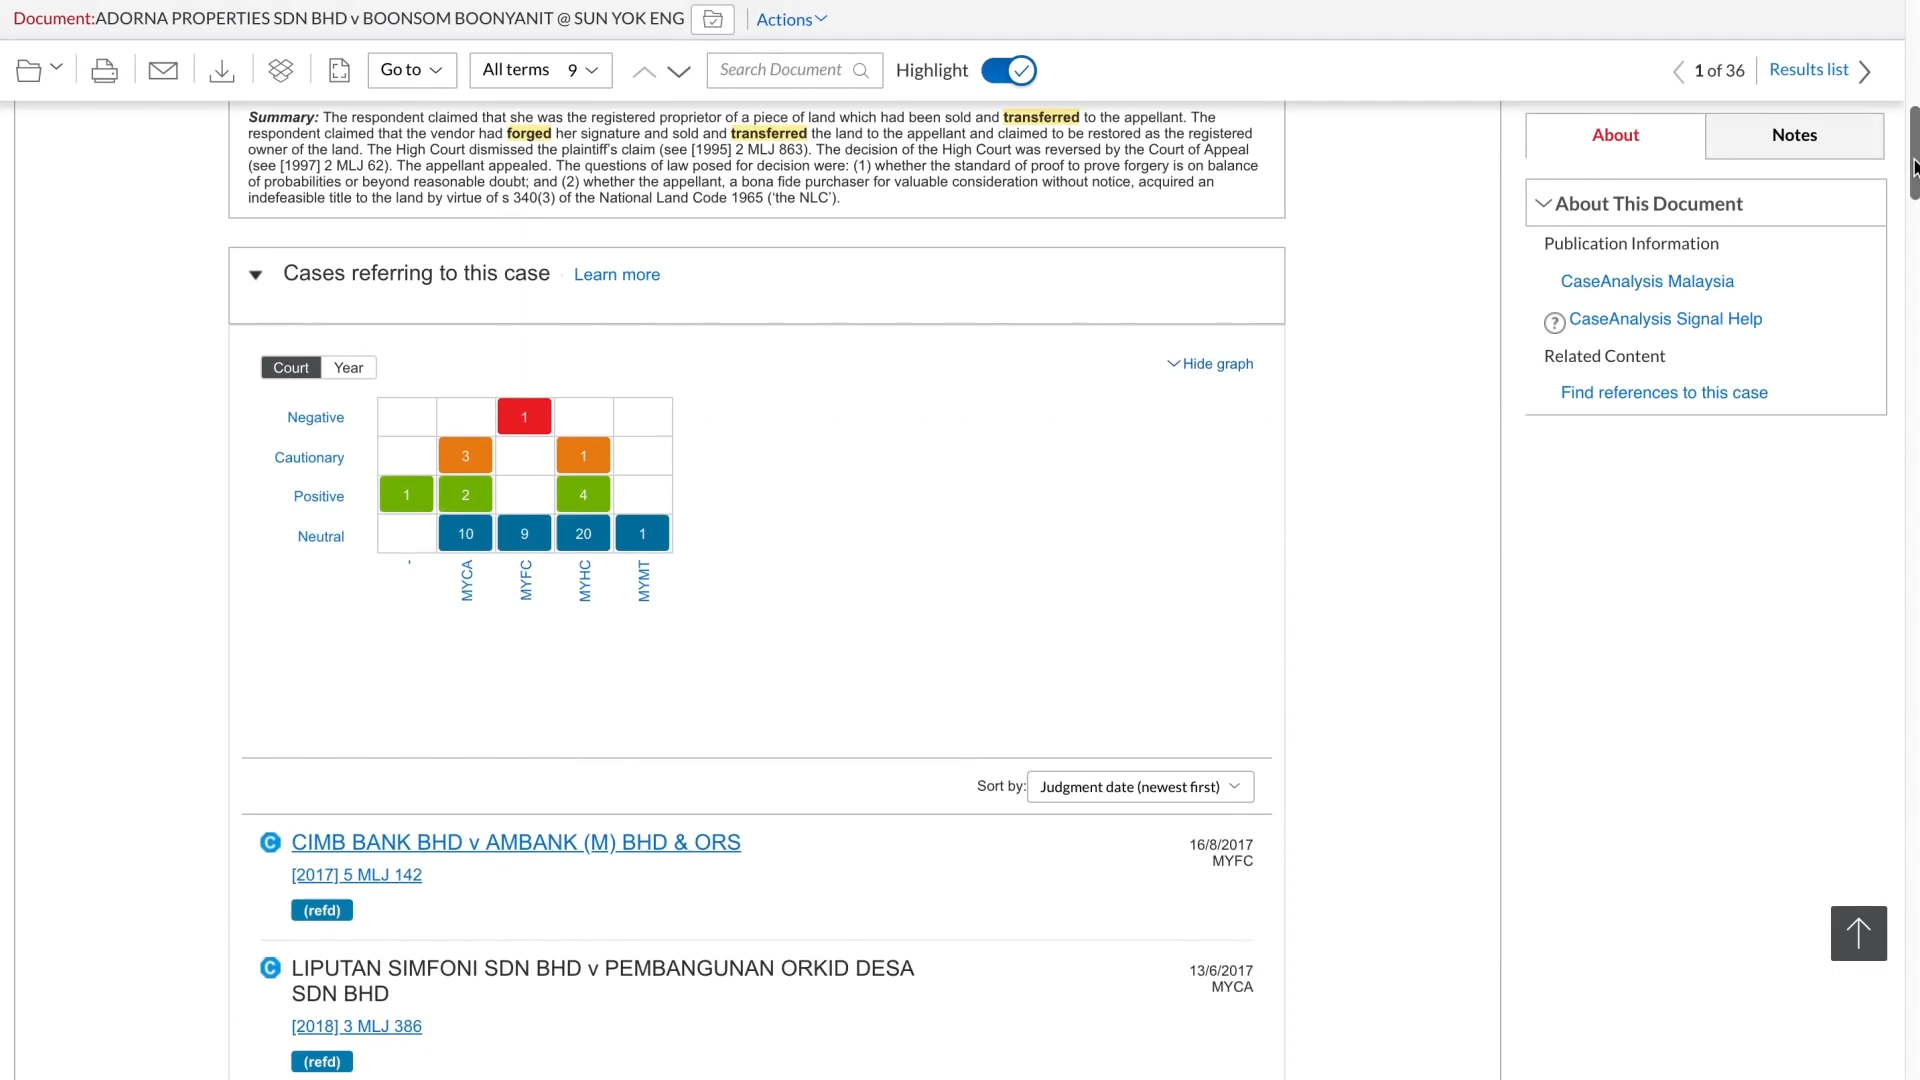 Document:ADORNA PROPERTIES SDN BHD v BOONSOM BOONYANIT @ SUN YOK ENG
Actions
Go to
All terms 9
Search Document
Highlight
1 of 36
Results list
Summary: The respondent claimed that she was the registered proprietor of a piece of land which had been sold and transferred to the appellant. The
respondent claimed that the vendor had forged her signature and sold and transferred the land to the appellant and claimed to be restored as the registered
owner of the land. The High Court dismissed the plaintiff's claim (see [1995] 2 MLJ 863). The decision of the High Court was reversed by the Court of Appeal
(see [1997] 2 MLJ 62). The appellant appealed. The questions of law posed for decision were: (1) whether the standard of proof to prove forgery is on balance
of probabilities or beyond reasonable doubt; and (2) whether the appellant, a bona fide purchaser for valuable consideration without notice, acquired an
indefeasible title to the land by virtue of s 340(3) of the National Land Code 1965 ('the NLC').
Cases referring to this case
Learn more
Court Year
Hide graph
Negative 1
Cautionary 3 1
Positive 1 2 4
Neutral 10 9 20 1
' MYCA MYFC MYHC MYMT
Sort by: Judgment date (newest first)
C CIMB BANK BHD v AMBANK (M) BHD & ORS
16/8/2017
MYFC
[2017] 5 MLJ 142
(refd)
C LIPUTAN SIMFONI SDN BHD v PEMBANGUNAN ORKID DESA
SDN BHD
13/6/2017
MYCA
[2018] 3 MLJ 386
(refd)
About
Notes
About This Document
Publication Information
CaseAnalysis Malaysia
? CaseAnalysis Signal Help
Related Content
Find references to this case